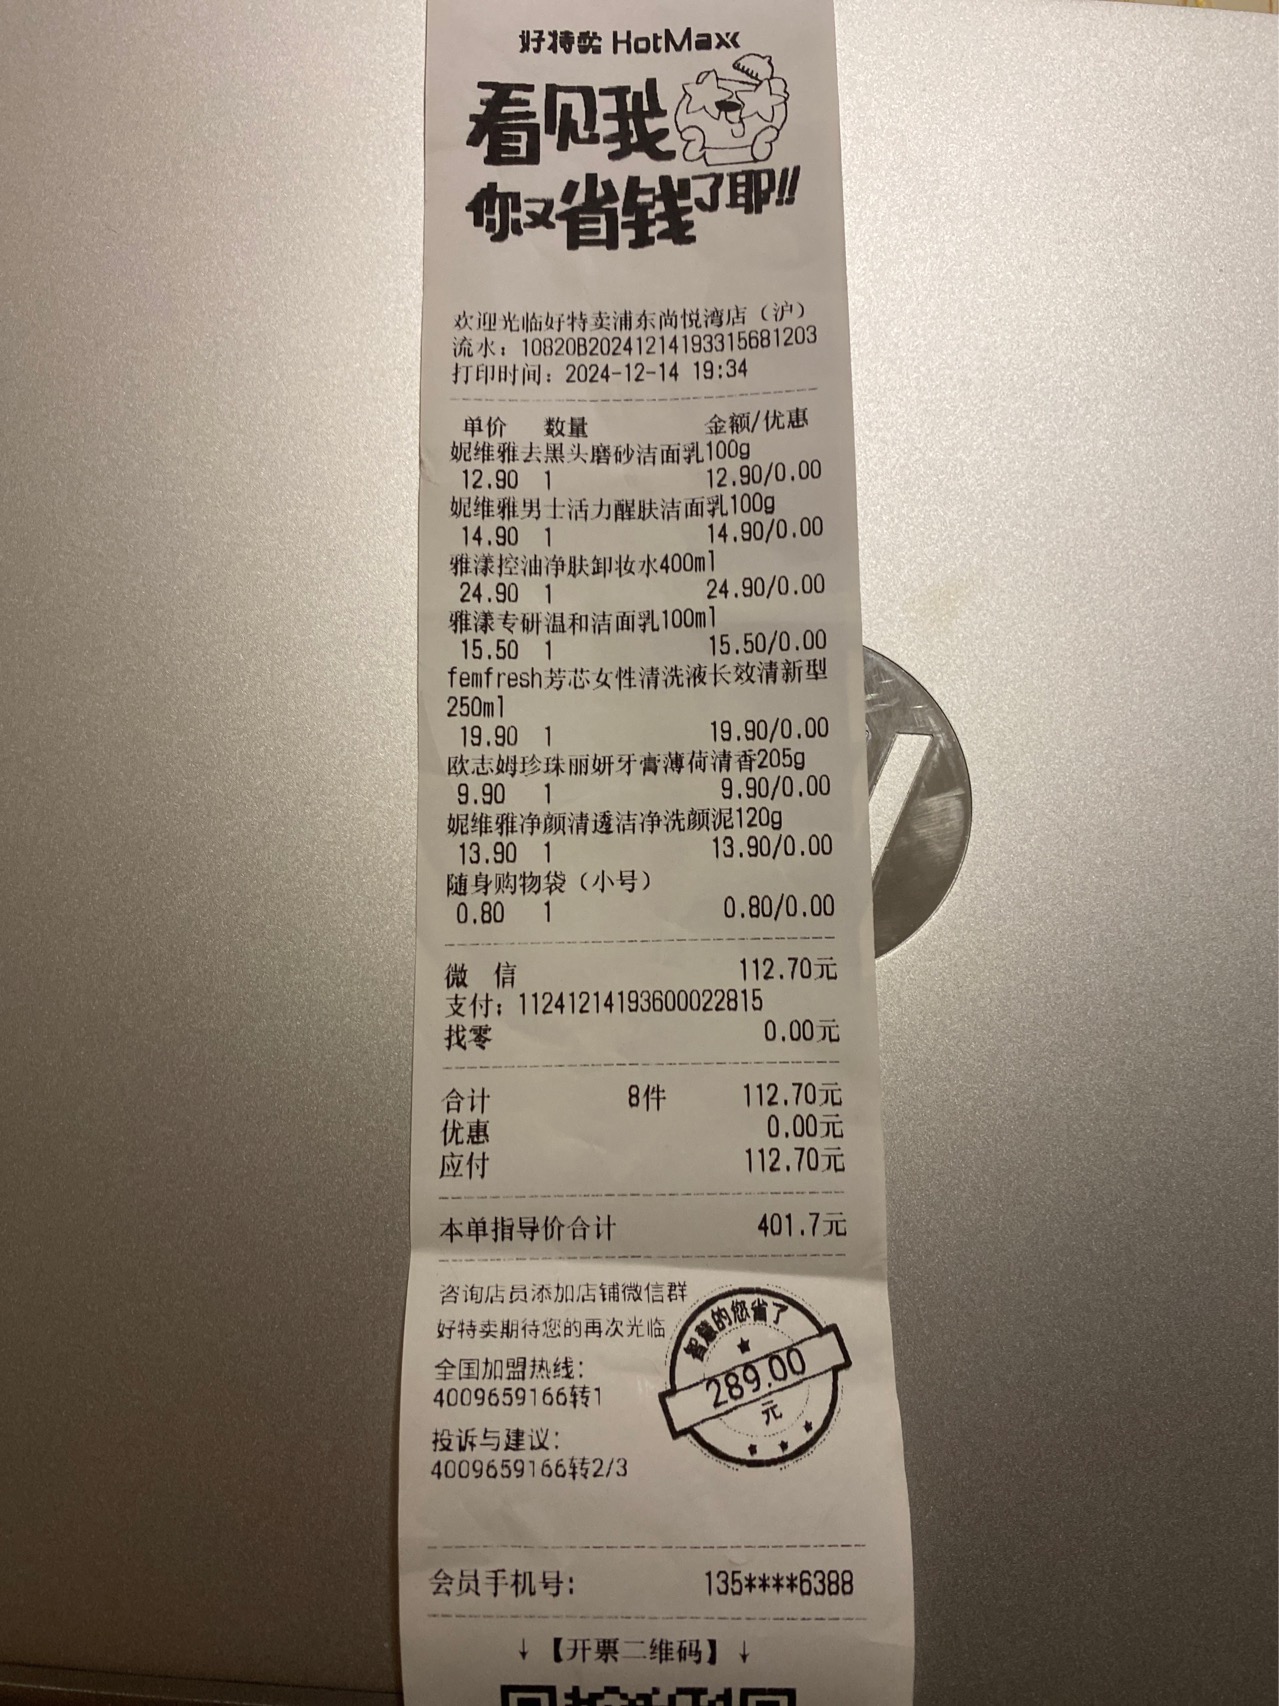 好特卖 HotMaxx
看见我
你又省钱了耶!!
欢迎光临好特卖浦东尚悦湾店（沪）
流水：10820B20241214193315681203
打印时间：2024-12-14 19:34
单价 数量 金额/优惠
妮维雅去黑头磨砂洁面乳100g
12.90 1 12.90/0.00
妮维雅男士活力醒肤洁面乳100g
14.90 1 14.90/0.00
雅漾控油净肤卸妆水400ml
24.90 1 24.90/0.00
雅漾专研温和洁面乳100ml
15.50 1 15.50/0.00
femfresh芳芯女性清洗液长效清新型
250ml
19.90 1 19.90/0.00
欧志姆珍珠丽妍牙膏薄荷清香205g
9.90 1 9.90/0.00
妮维雅净颜清透洁净洗颜泥120g
13.90 1 13.90/0.00
随身购物袋（小号）
0.80 1 0.80/0.00
微 信 112.70元
支付：11241214193600022815
找零 0.00元
合计 8件 112.70元
优惠 0.00元
应付 112.70元
本单指导价合计 401.7元
咨询店员添加店铺微信群
好特卖期待您的再次光临
全国加盟热线：
4009659166转1
投诉与建议：
4009659166转2/3
智慧的您省了
289.00
元
会员手机号： 135****6388
↓【开票二维码】↓